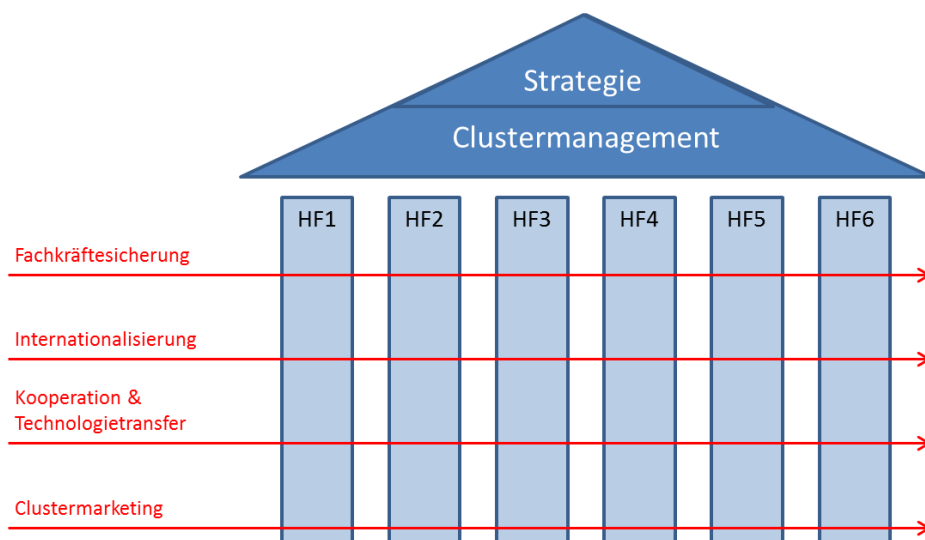 Strategie
Clustermanagement
HF1
HF2
HF3
HF4
HF5
HF6
Fachkräftesicherung
Internationalisierung
Kooperation &
Technologietransfer
Clustermarketing